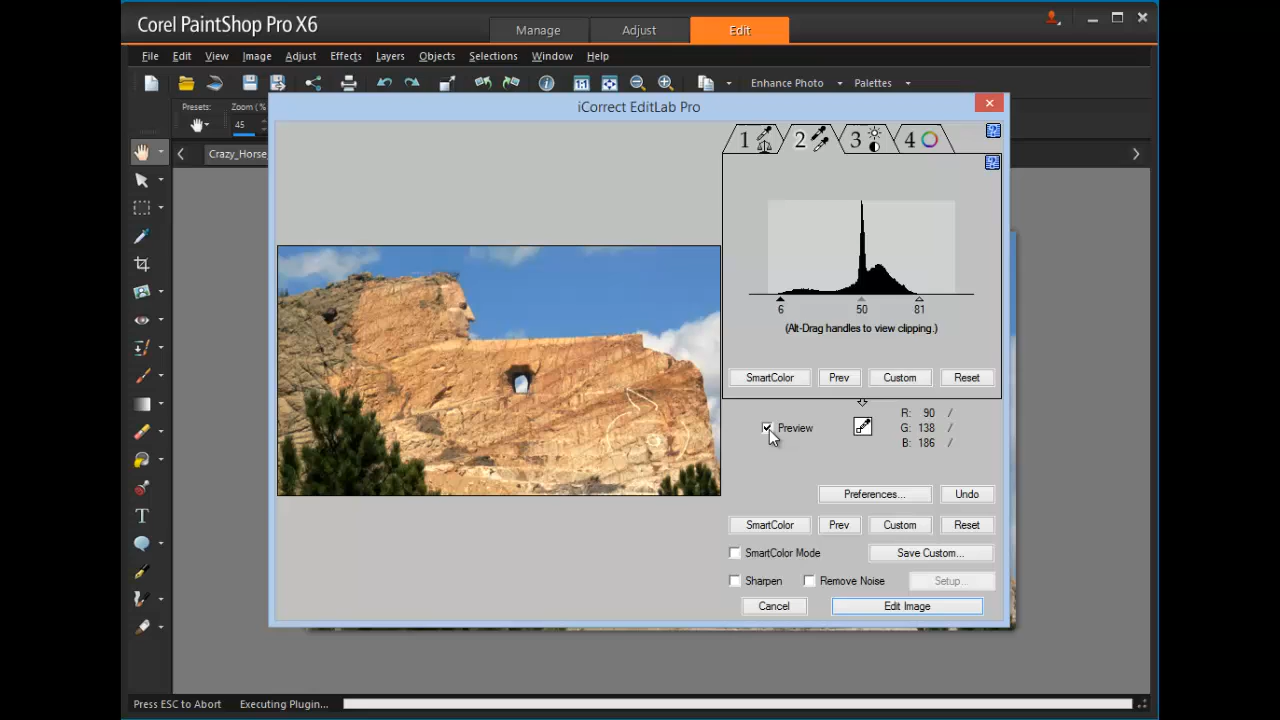 Corel PaintShop Pro X6
Manage Adjust Edit
File Edit View Image Adjust Effects Layers Objects Selections Window Help
Enhance Photo Palettes
Presets: Zoom (%
45
iCorrect EditLab Pro
Crazy_Horse
1 2 3 4
6 50 81
(Alt-Drag handles to view clipping.)
SmartColor Prev Custom Reset
Preview
R: 90 /
G: 138 /
B: 186 /
Preferences... Undo
SmartColor Prev Custom Reset
SmartColor Mode Save Custom...
Sharpen Remove Noise Setup...
Cancel Edit Image
Press ESC to Abort Executing Plugin...